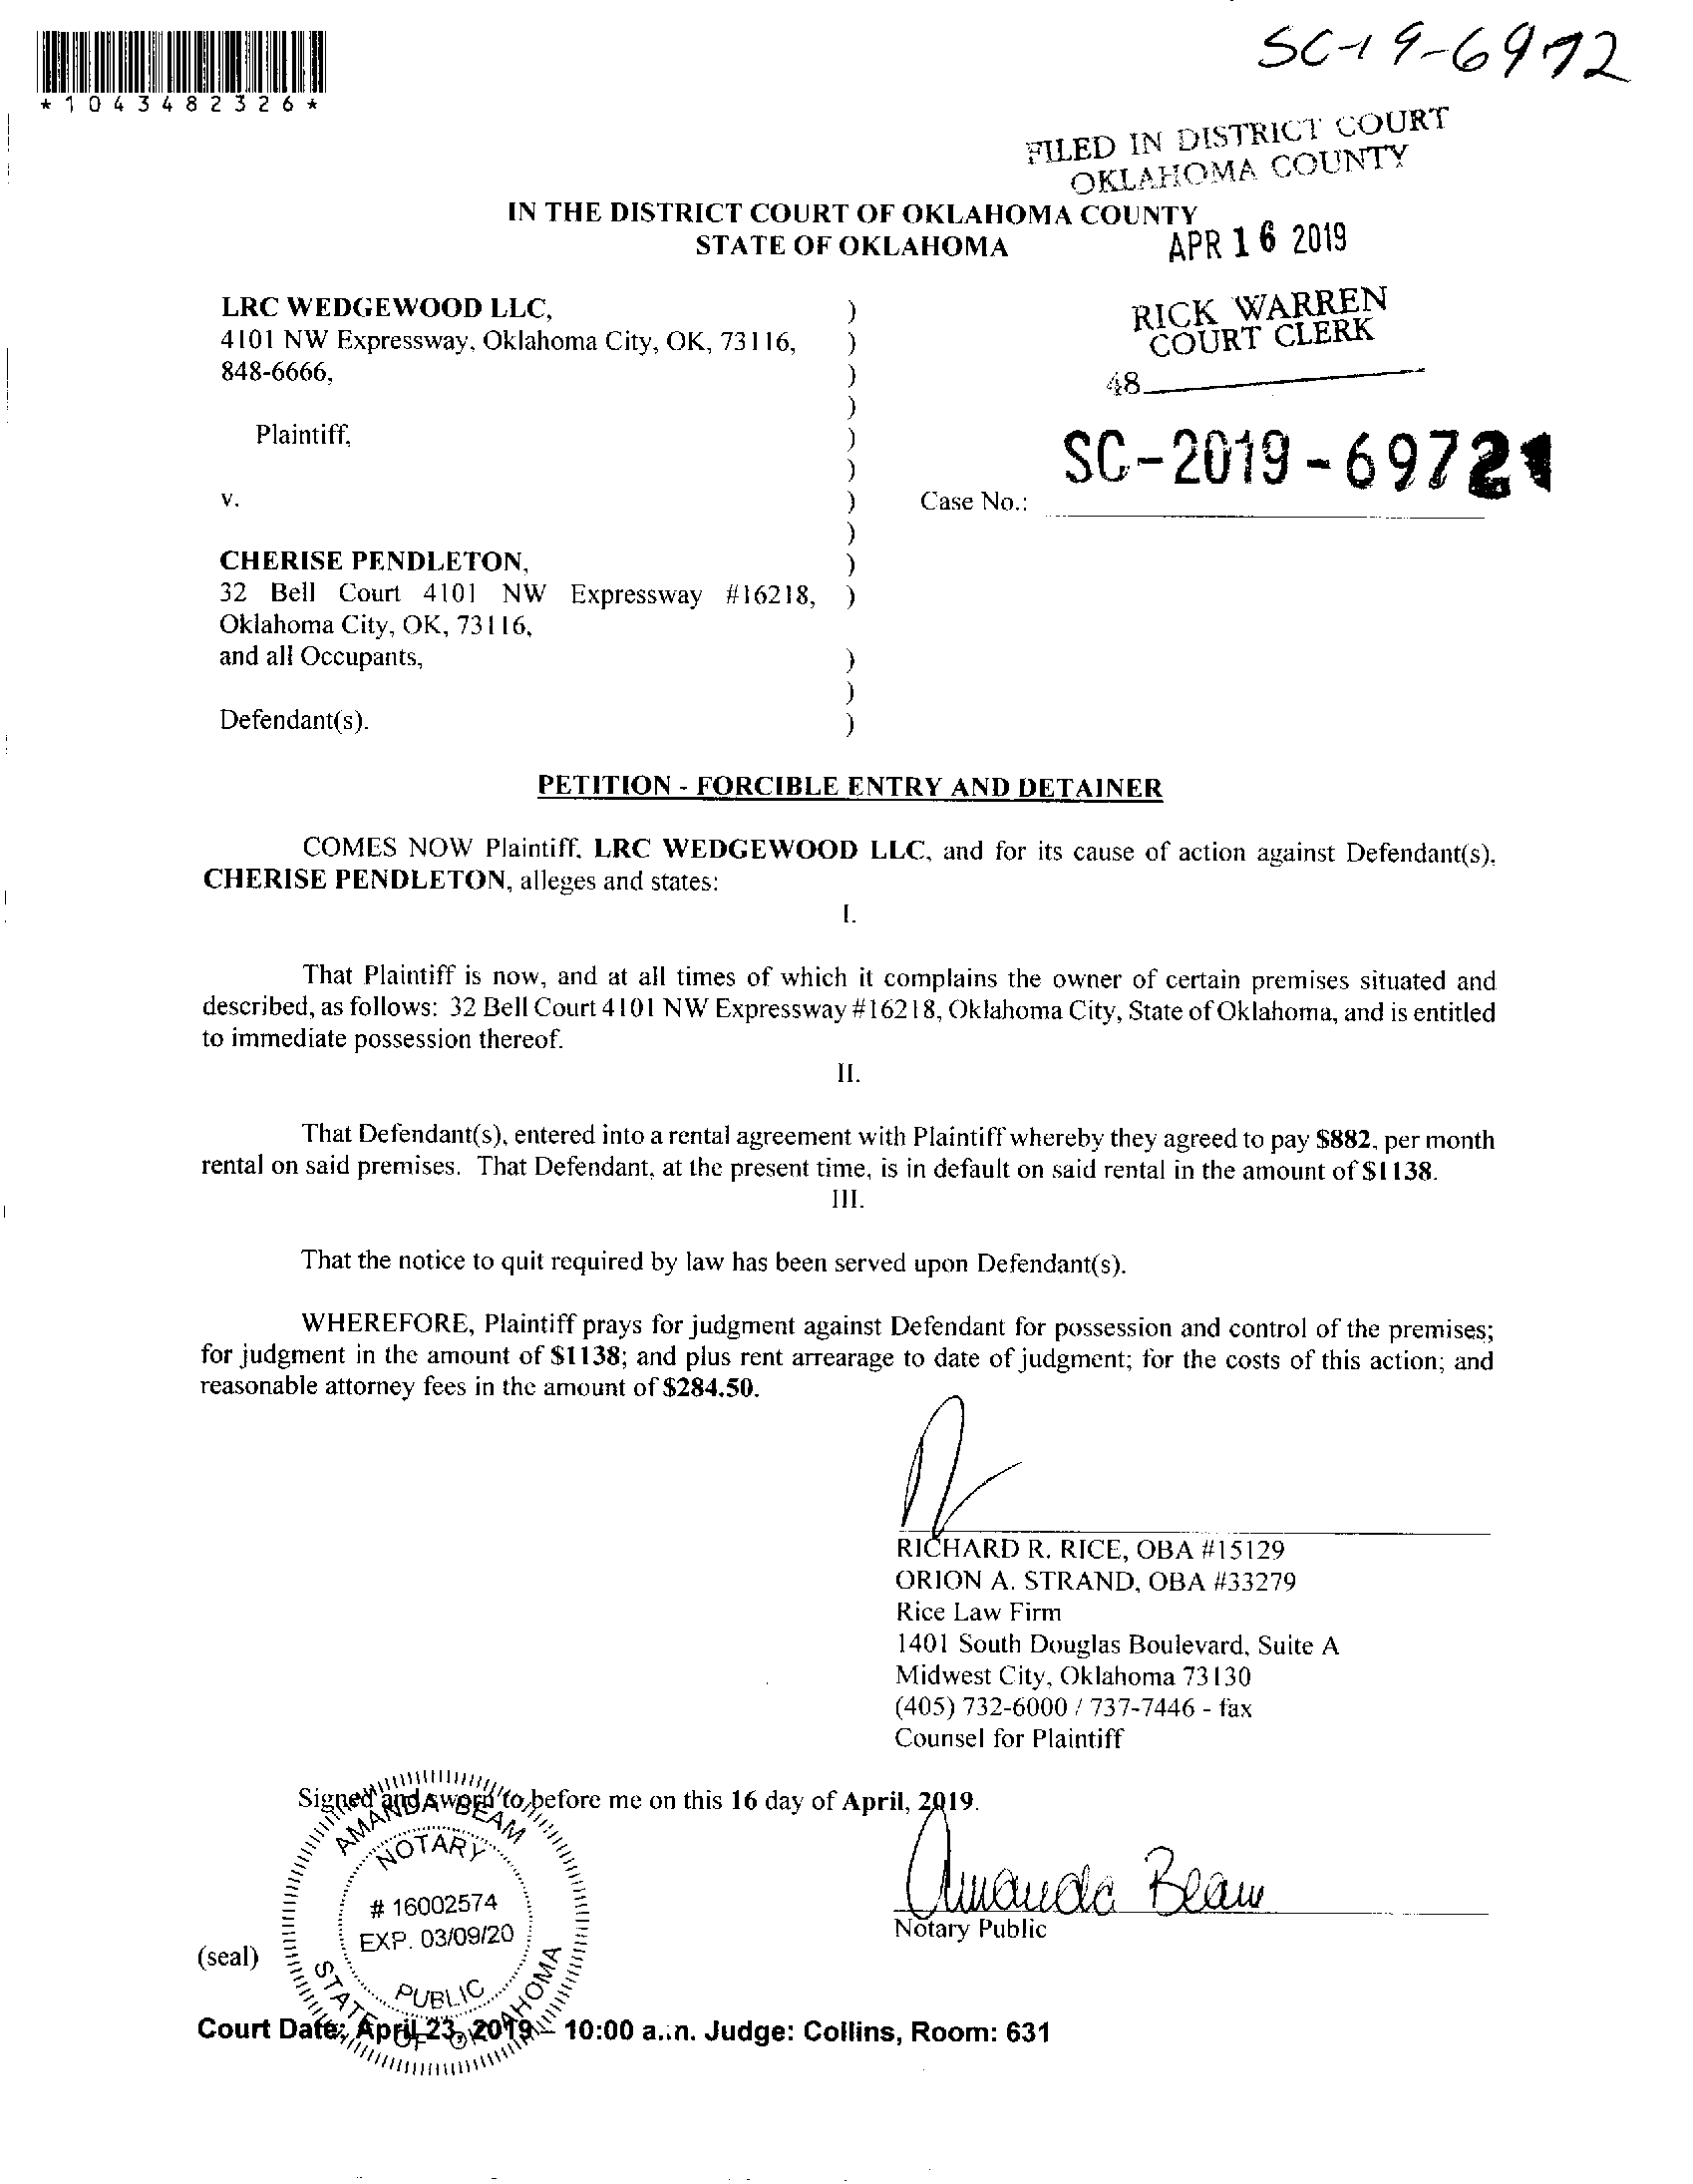 SC-19-6972
*1043482326*
FILED IN DISTRICT COURT
OKLAHOMA COUNTY
IN THE DISTRICT COURT OF OKLAHOMA COUNTY
STATE OF OKLAHOMA
APR 16 2019
LRC WEDGEWOOD LLC, )
4101 NW Expressway, Oklahoma City, OK, 73116, )
848-6666, )
)
Plaintiff, )
)
v. )
)
RICK WARREN
COURT CLERK
48
SC-2019-6972
Case No.:
CHERISE PENDLETON, )
32 Bell Court 4101 NW Expressway #16218, )
Oklahoma City, OK, 73116,
and all Occupants, )
)
Defendant(s). )
PETITION - FORCIBLE ENTRY AND DETAINER
COMES NOW Plaintiff, LRC WEDGEWOOD LLC, and for its cause of action against Defendant(s),
CHERISE PENDLETON, alleges and states:
I.
That Plaintiff is now, and at all times of which it complains the owner of certain premises situated and
described, as follows: 32 Bell Court 4101 NW Expressway #16218, Oklahoma City, State of Oklahoma, and is entitled
to immediate possession thereof.
II.
That Defendant(s), entered into a rental agreement with Plaintiff whereby they agreed to pay $882, per month
rental on said premises. That Defendant, at the present time, is in default on said rental in the amount of $1138.
III.
That the notice to quit required by law has been served upon Defendant(s).
WHEREFORE, Plaintiff prays for judgment against Defendant for possession and control of the premises;
for judgment in the amount of $1138; and plus rent arrearage to date of judgment; for the costs of this action; and
reasonable attorney fees in the amount of $284.50.
RICHARD R. RICE, OBA #15129
ORION A. STRAND, OBA #33279
Rice Law Firm
1401 South Douglas Boulevard, Suite A
Midwest City, Oklahoma 73130
(405) 732-6000 / 737-7446 - fax
Counsel for Plaintiff
Signed and sworn to before me on this 16 day of April, 2019.
AMANDA BEAM
NOTARY
# 16002574
EXP. 03/09/20
PUBLIC
STATE OF OKLAHOMA
Amanda Beam
Notary Public
(seal)
Court Date: April 23, 2019 - 10:00 a.m. Judge: Collins, Room: 631